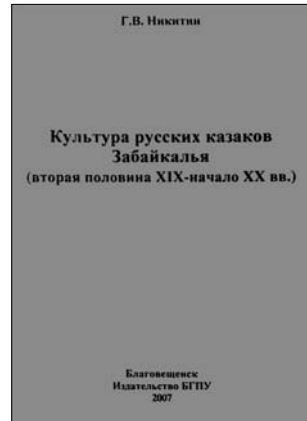 Г.В. Никитин
Культура русских казаков
Забайкалья
(вторая половина XIX-начало XX вв.)
Благовещенск
Издательство БГПУ
2007